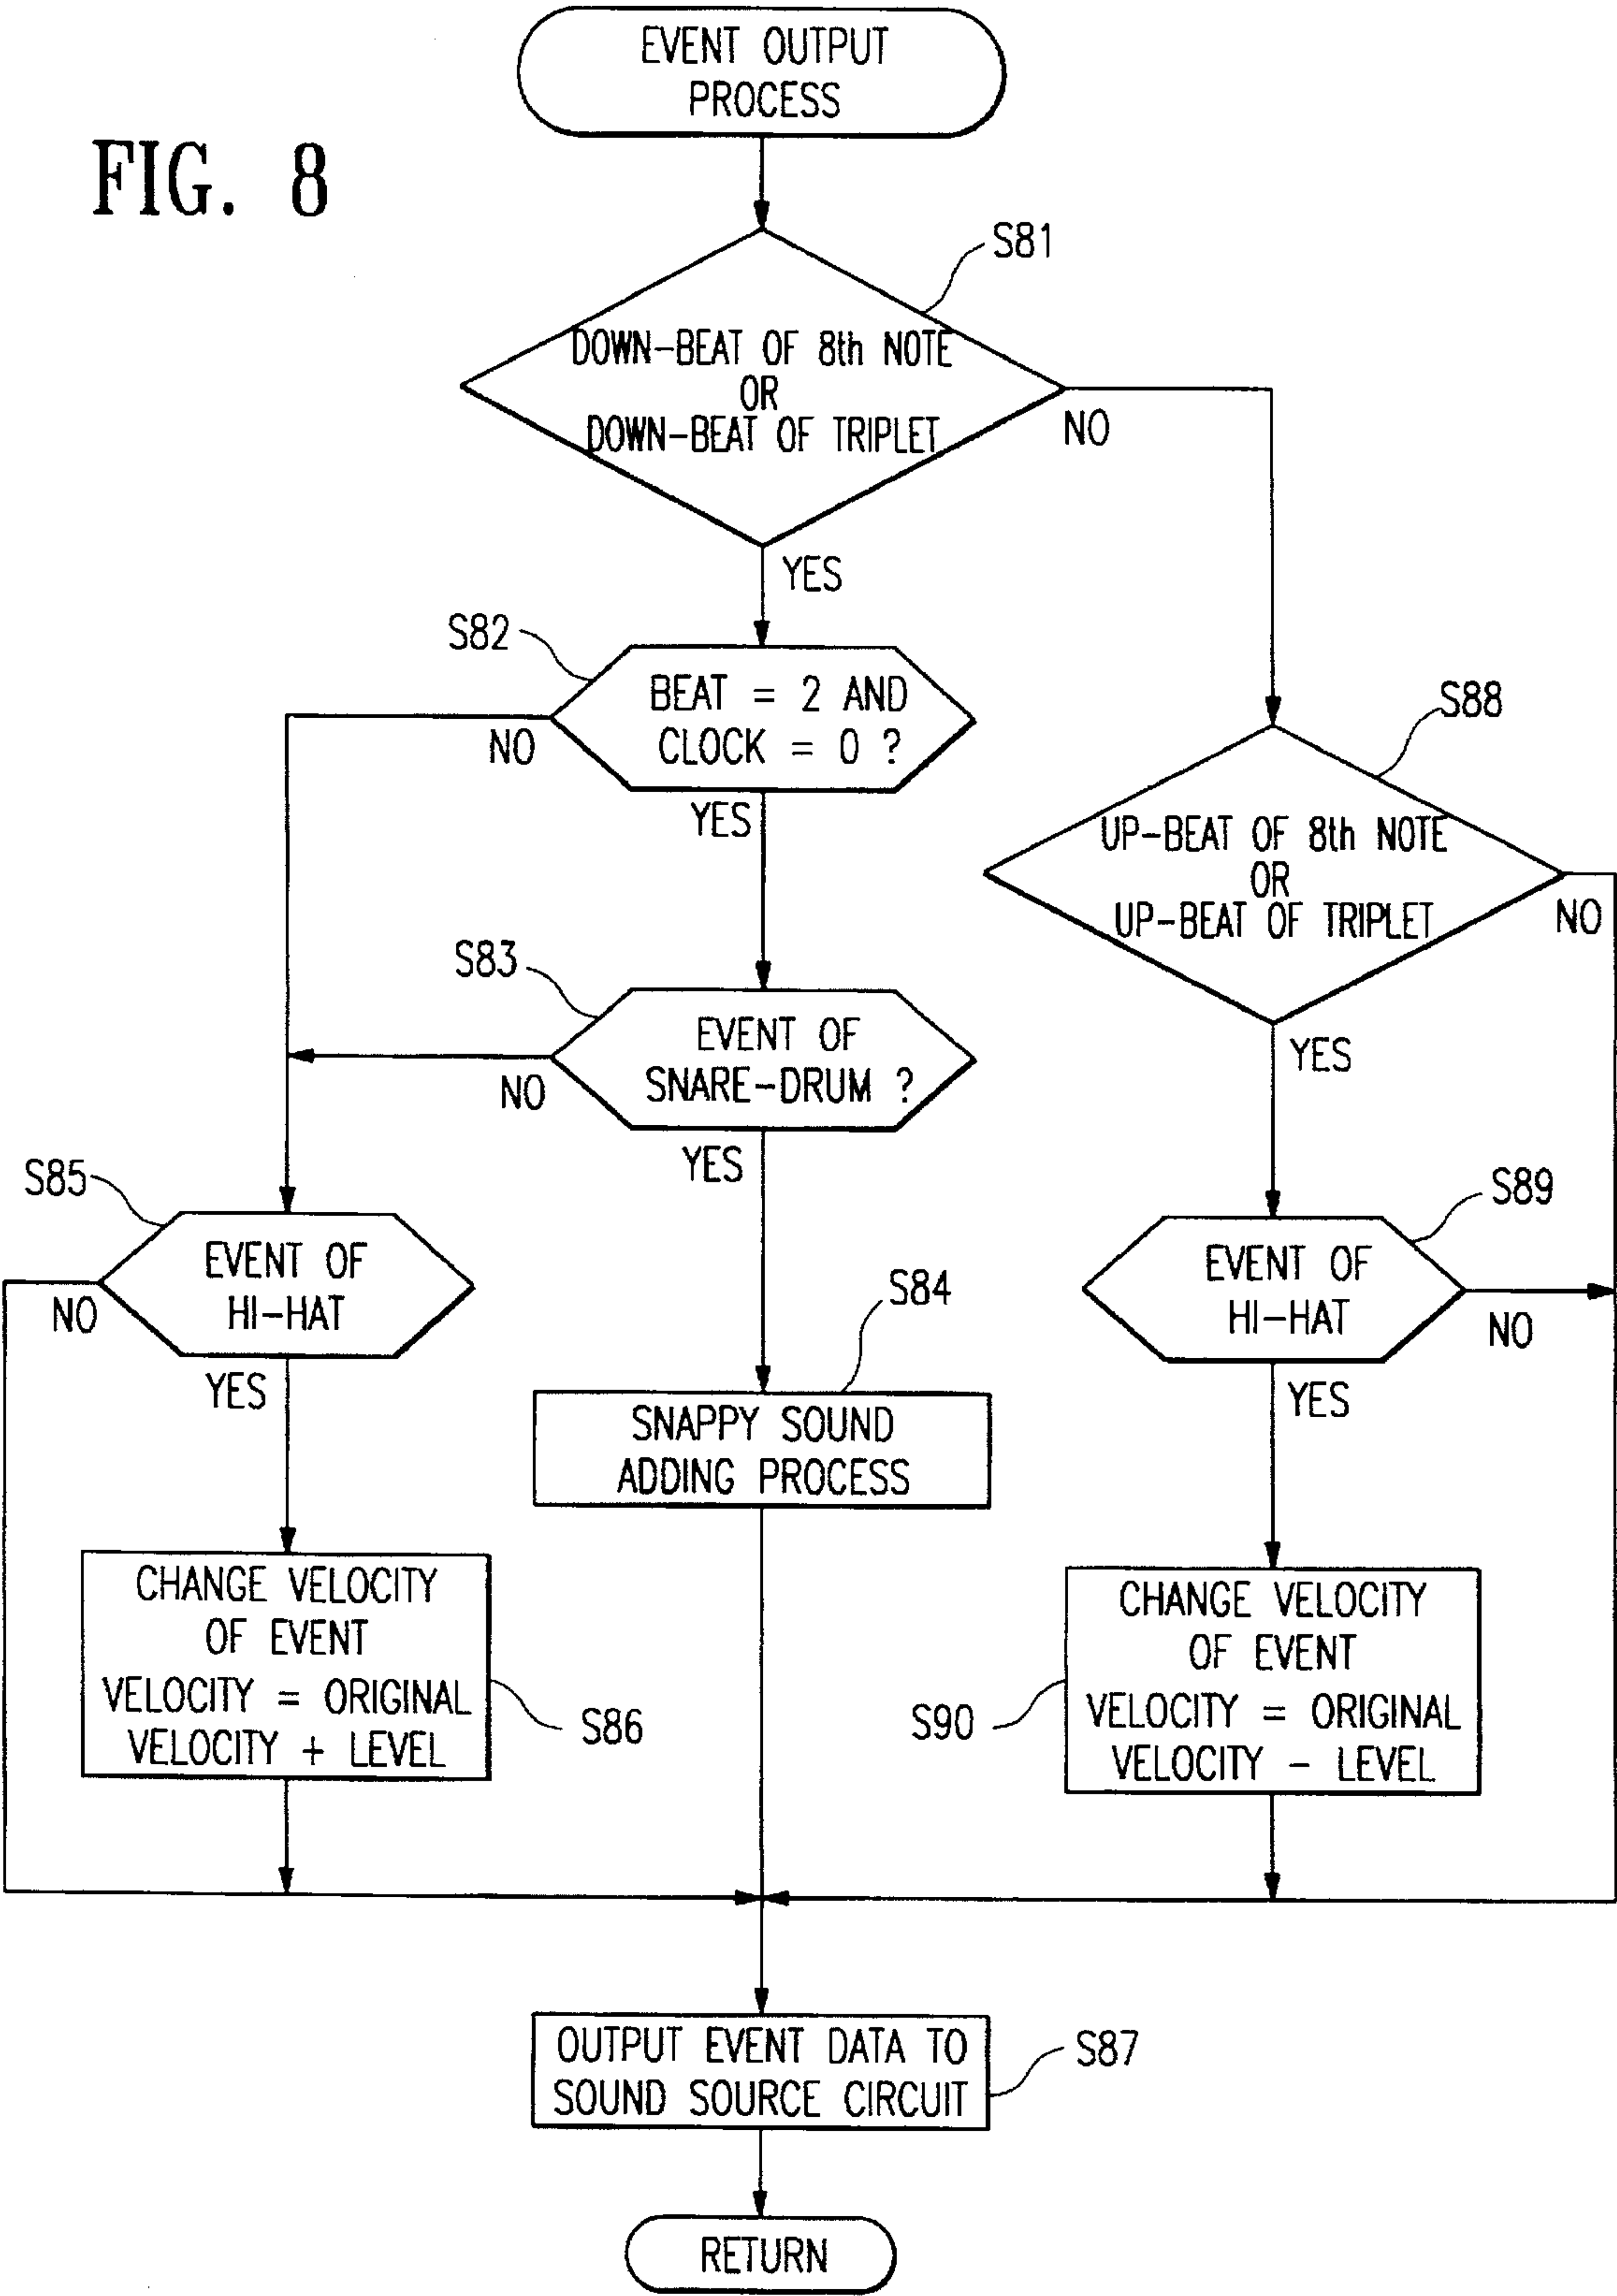 EVENT OUTPUT
PROCESS
FIG. 8
S81
DOWN-BEAT OF 8th NOTE
OR
DOWN-BEAT OF TRIPLET
NO
YES
S82
BEAT = 2 AND
CLOCK = 0 ?
NO
YES
S88
UP-BEAT OF 8th NOTE
OR
UP-BEAT OF TRIPLET
NO
YES
S83
EVENT OF
SNARE-DRUM ?
NO
YES
S85
EVENT OF
HI-HAT
NO
YES
S89
EVENT OF
HI-HAT
NO
YES
S84
SNAPPY SOUND
ADDING PROCESS
CHANGE VELOCITY
OF EVENT
VELOCITY = ORIGINAL
VELOCITY + LEVEL
S86
S90
CHANGE VELOCITY
OF EVENT
VELOCITY = ORIGINAL
VELOCITY - LEVEL
OUTPUT EVENT DATA TO
SOUND SOURCE CIRCUIT
S87
RETURN